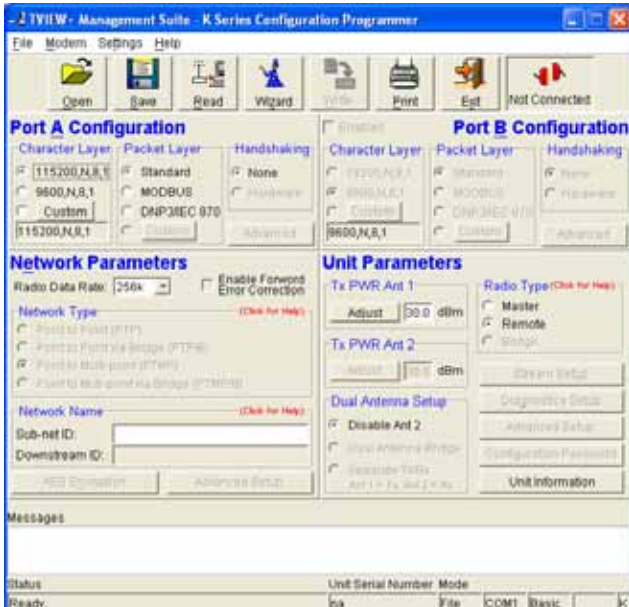 TVIEW+ Management Suite - K Series Configuration Programmer
File Modem Settings Help
Open Save Read Wizard Write Print Exit Not Connected
Port A Configuration
Character Layer
115200,N,8,1
9600,N,8,1
Custom
115200,N,8,1
Packet Layer
Standard
MODBUS
DNP3/IEC 870
Custom
Handshaking
None
Hardware
Advanced
Enabled
Port B Configuration
Character Layer
19200,N,8,1
9600,N,8,1
Custom
9600,N,8,1
Packet Layer
Standard
MODBUS
DNP3/IEC 870
Custom
Handshaking
None
Hardware
Advanced
Network Parameters
Radio Data Rate: 256k
Enable Forword
Error Correction
Network Type
(Click for Help)
Point to Point (PTP)
Point to Point Via Bridge (PTPB)
Point to Multi-point (PTMP)
Point to Multi-point Via Bridge (PTMPB)
Network Name
(Click for Help)
Sub-net ID:
Downstream ID:
AES Encryption
Advanced Setup
Unit Parameters
Tx PWR Ant 1
Adjust 30.0 dBm
Tx PWR Ant 2
Adjust dBm
Dual Antenna Setup
Disable Ant 2
Dual Antenna Bridge
Separate Tx/Rx
Ant 1 = Tx, Ant 2 = Rx
Radio Type (Click for Help)
Master
Remote
Bridge
Stream Setup
Diagnostics Setup
Advanced Setup
Configuration Password
Unit Information
Messages
Status Unit Serial Number Mode
Ready. na File COM1 Basic